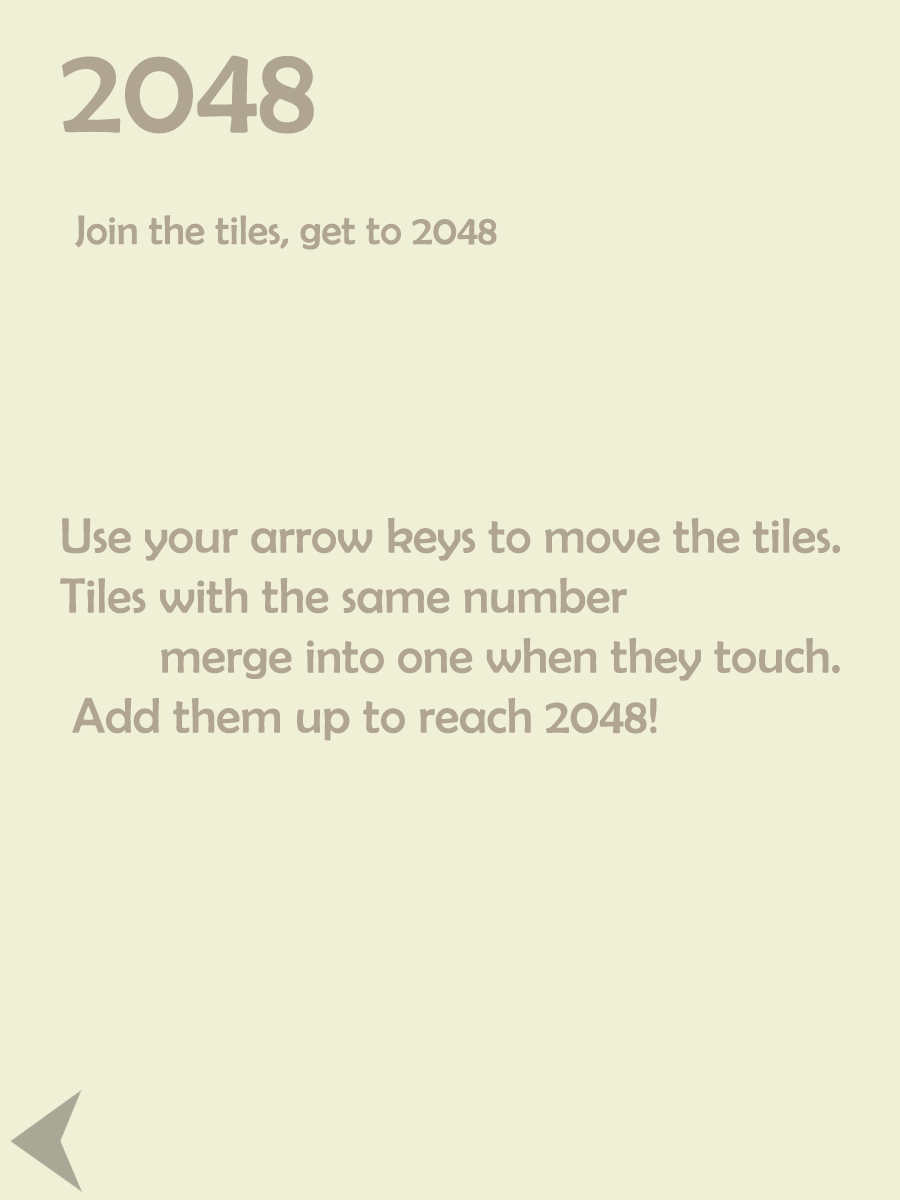 2048
Join the tiles, get to 2048
Use your arrow keys to move the tiles.
Tiles with the same number
merge into one when they touch.
Add them up to reach 2048!